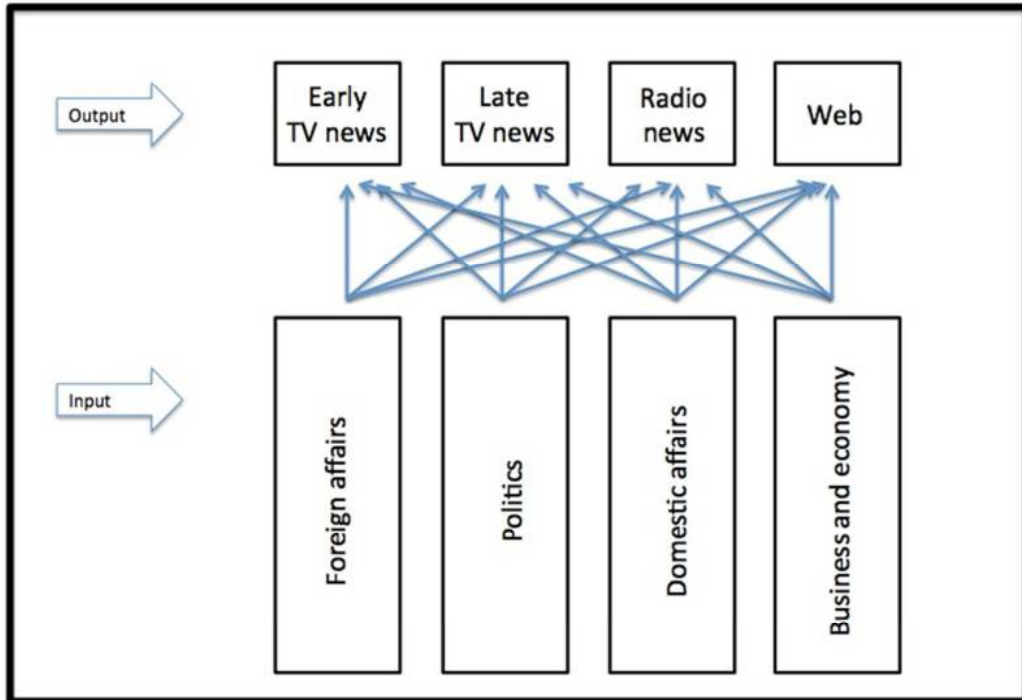 Output
Early
TV news
Late
TV news
Radio
news
Web
Input
Foreign affairs
Politics
Domestic affairs
Business and economy